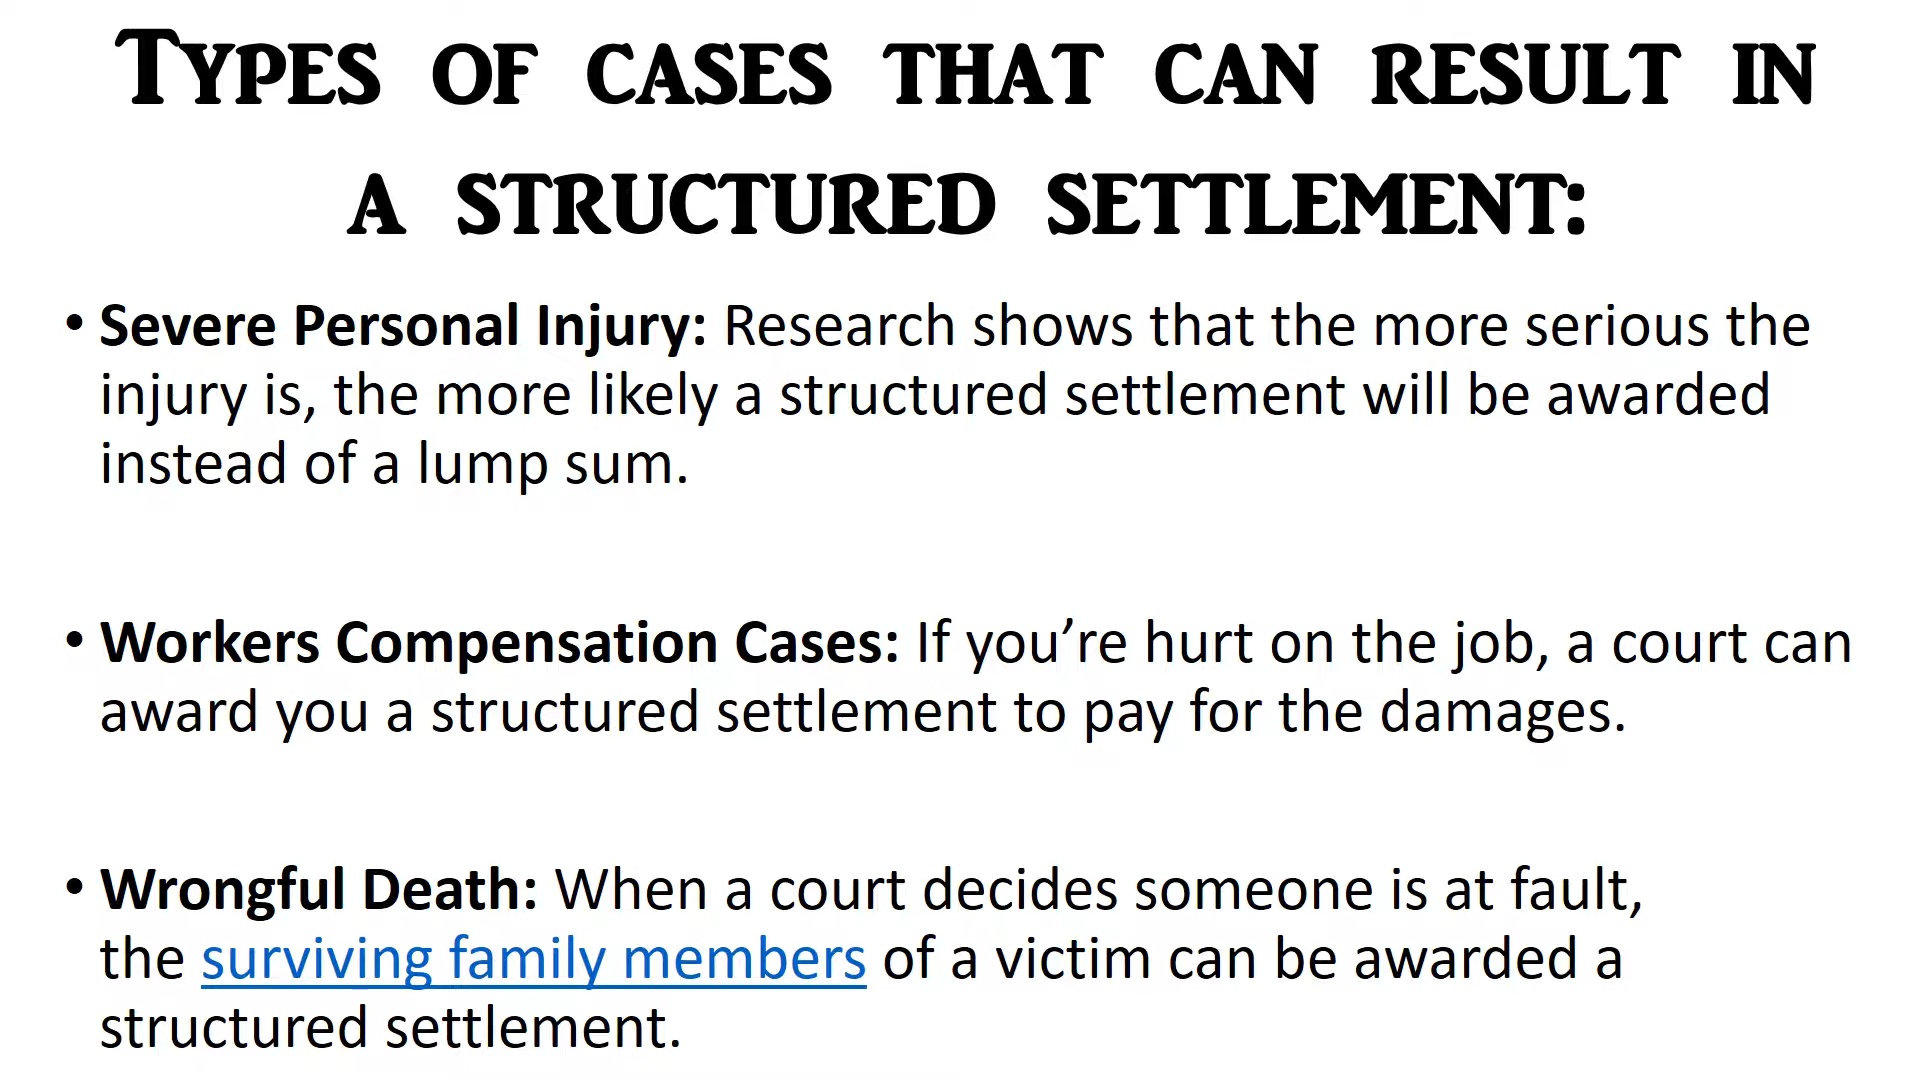 Types of cases that can result in
a structured settlement:
• Severe Personal Injury: Research shows that the more serious the
injury is, the more likely a structured settlement will be awarded
instead of a lump sum.
• Workers Compensation Cases: If you’re hurt on the job, a court can
award you a structured settlement to pay for the damages.
• Wrongful Death: When a court decides someone is at fault,
the surviving family members of a victim can be awarded a
structured settlement.